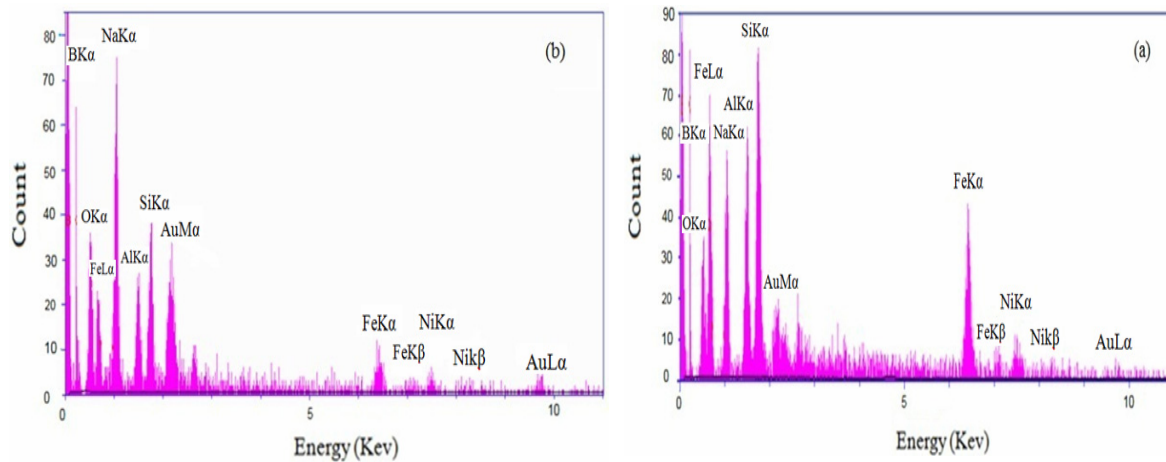 80
70
60
50
40
30
20
10
0
Count
BKα
NaKα
(b)
OKα
FeLα
AlKα
SiKα
AuMα
FeKα
FeKβ
NiKα
Nikβ
AuLα
0
5
10
Energy (Kev)
90
80
70
60
50
40
30
20
10
0
Count
SiKα
(a)
FeLα
AlKα
BKα
NaKα
OKα
AuMα
FeKα
FeKβ
NiKα
Nikβ
AuLα
0
5
10
Energy (Kev)